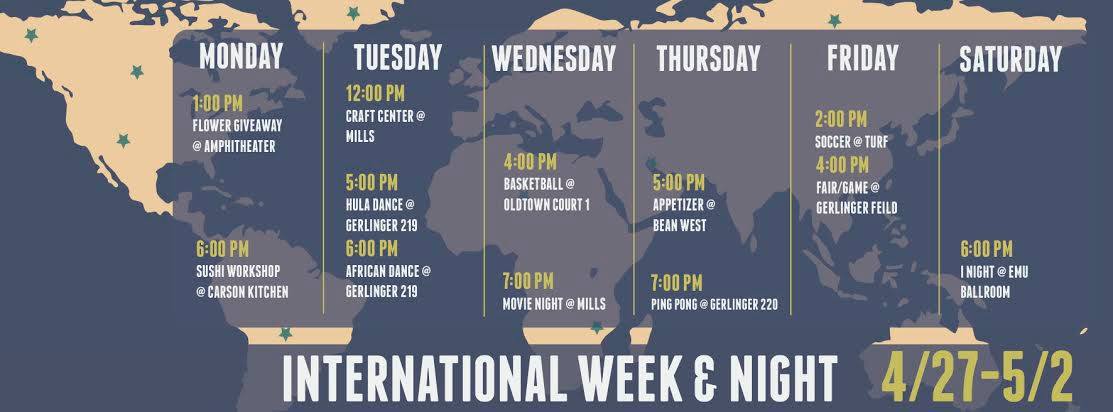 MONDAY
1:00 PM
FLOWER GIVEAWAY
@ AMPHITHEATER
6:00 PM
SUSHI WORKSHOP
@ CARSON KITCHEN
TUESDAY
12:00 PM
CRAFT CENTER @
MILLS
5:00 PM
HULA DANCE @
GERLINGER 219
6:00 PM
AFRICAN DANCE @
GERLINGER 219
WEDNESDAY
4:00 PM
BASKETBALL @
OLDTOWN COURT 1
7:00 PM
MOVIE NIGHT @ MILLS
THURSDAY
5:00 PM
APPETIZER @
BEAN WEST
7:00 PM
PING PONG @ GERLINGER 220
FRIDAY
2:00 PM
SOCCER @ TURF
4:00 PM
FAIR/GAME @
GERLINGER FEILD
SATURDAY
6:00 PM
I NIGHT @ EMU
BALLROOM
INTERNATIONAL WEEK & NIGHT 4/27-5/2